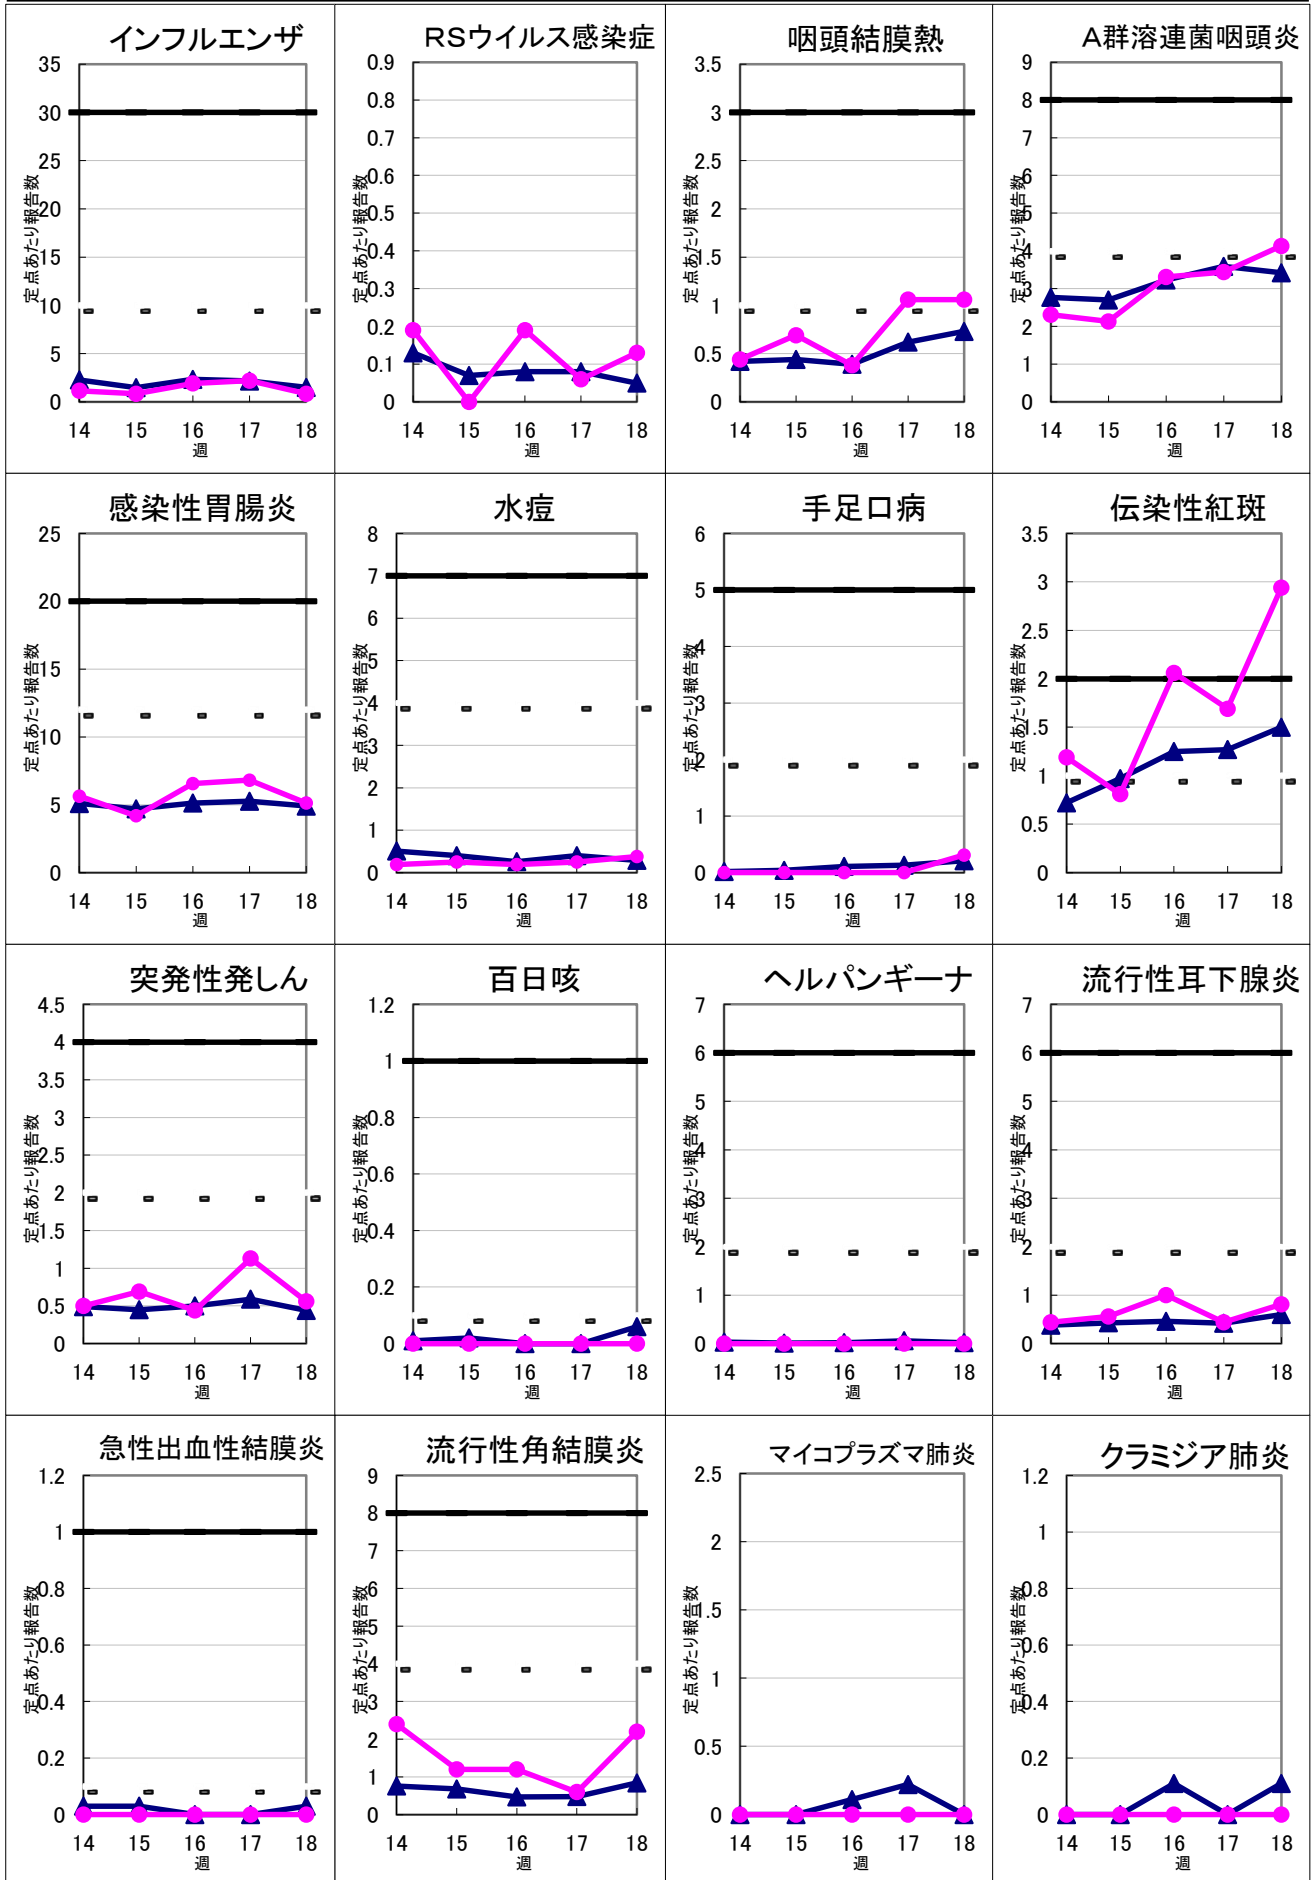 インフルエンザ
35
30
25
20
15
10
5
0
定点あたり報告数
14 15 16 17 18
週
RSウイルス感染症
0.9
0.8
0.7
0.6
0.5
0.4
0.3
0.2
0.1
0
定点あたり報告数
14 15 16 17 18
週
咽頭結膜熱
3.5
3
2.5
2
1.5
1
0.5
0
定点あたり報告数
14 15 16 17 18
週
A群溶連菌咽頭炎
9
8
7
6
5
4
3
2
1
0
定点あたり報告数
14 15 16 17 18
週
感染性胃腸炎
25
20
15
10
5
0
定点あたり報告数
14 15 16 17 18
週
水痘
8
7
6
5
4
3
2
1
0
定点あたり報告数
14 15 16 17 18
週
手足口病
6
5
4
3
2
1
0
定点あたり報告数
14 15 16 17 18
週
伝染性紅斑
3.5
3
2.5
2
1.5
1
0.5
0
定点あたり報告数
14 15 16 17 18
週
突発性発しん
4.5
4
3.5
3
2.5
2
1.5
1
0.5
0
定点あたり報告数
14 15 16 17 18
週
百日咳
1.2
1
0.8
0.6
0.4
0.2
0
定点あたり報告数
14 15 16 17 18
週
ヘルパンギーナ
7
6
5
4
3
2
1
0
定点あたり報告数
14 15 16 17 18
週
流行性耳下腺炎
7
6
5
4
3
2
1
0
定点あたり報告数
14 15 16 17 18
週
急性出血性結膜炎
1.2
1
0.8
0.6
0.4
0.2
0
定点あたり報告数
14 15 16 17 18
週
流行性角結膜炎
9
8
7
6
5
4
3
2
1
0
定点あたり報告数
14 15 16 17 18
週
マイコプラズマ肺炎
2.5
2
1.5
1
0.5
0
定点あたり報告数
14 15 16 17 18
週
クラミジア肺炎
1.2
1
0.8
0.6
0.4
0.2
0
定点あたり報告数
14 15 16 17 18
週